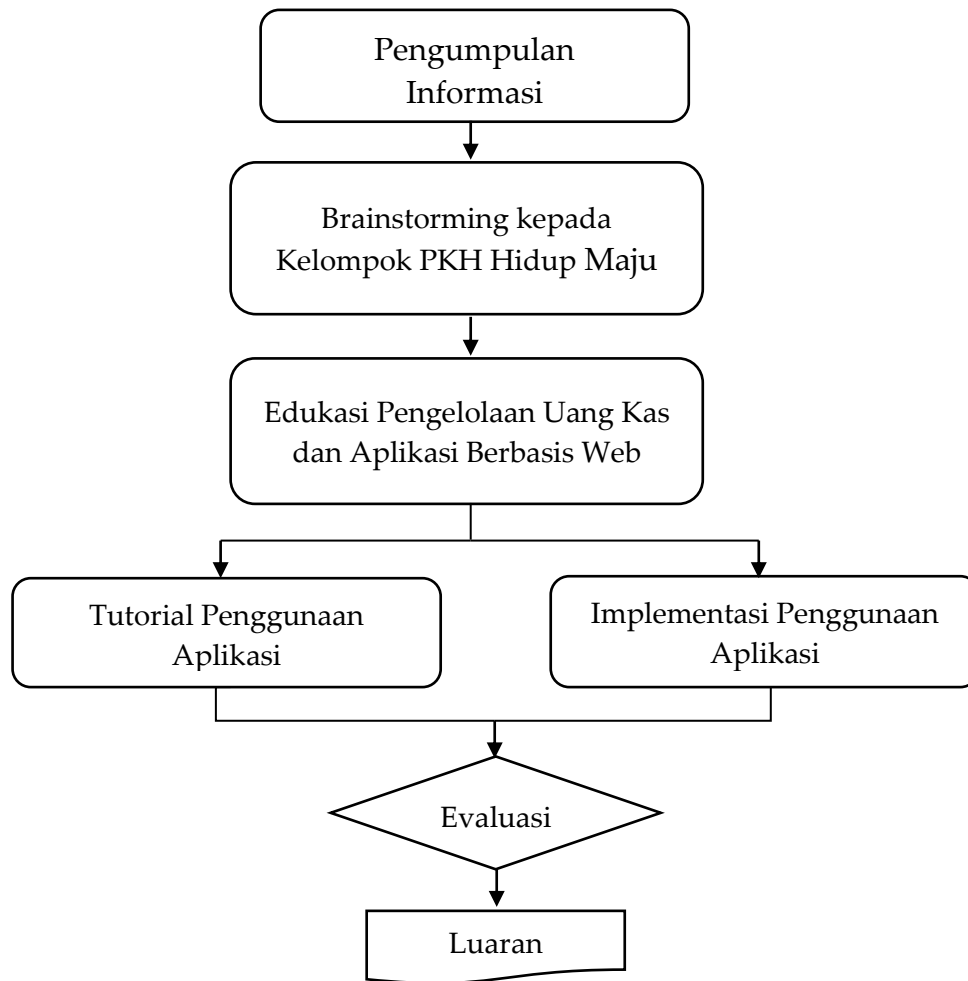 Pengumpulan
Informasi
Brainstorming kepada
Kelompok PKH Hidup Maju
Edukasi Pengelolaan Uang Kas
dan Aplikasi Berbasis Web
Tutorial Penggunaan
Aplikasi
Implementasi Penggunaan
Aplikasi
Evaluasi
Luaran